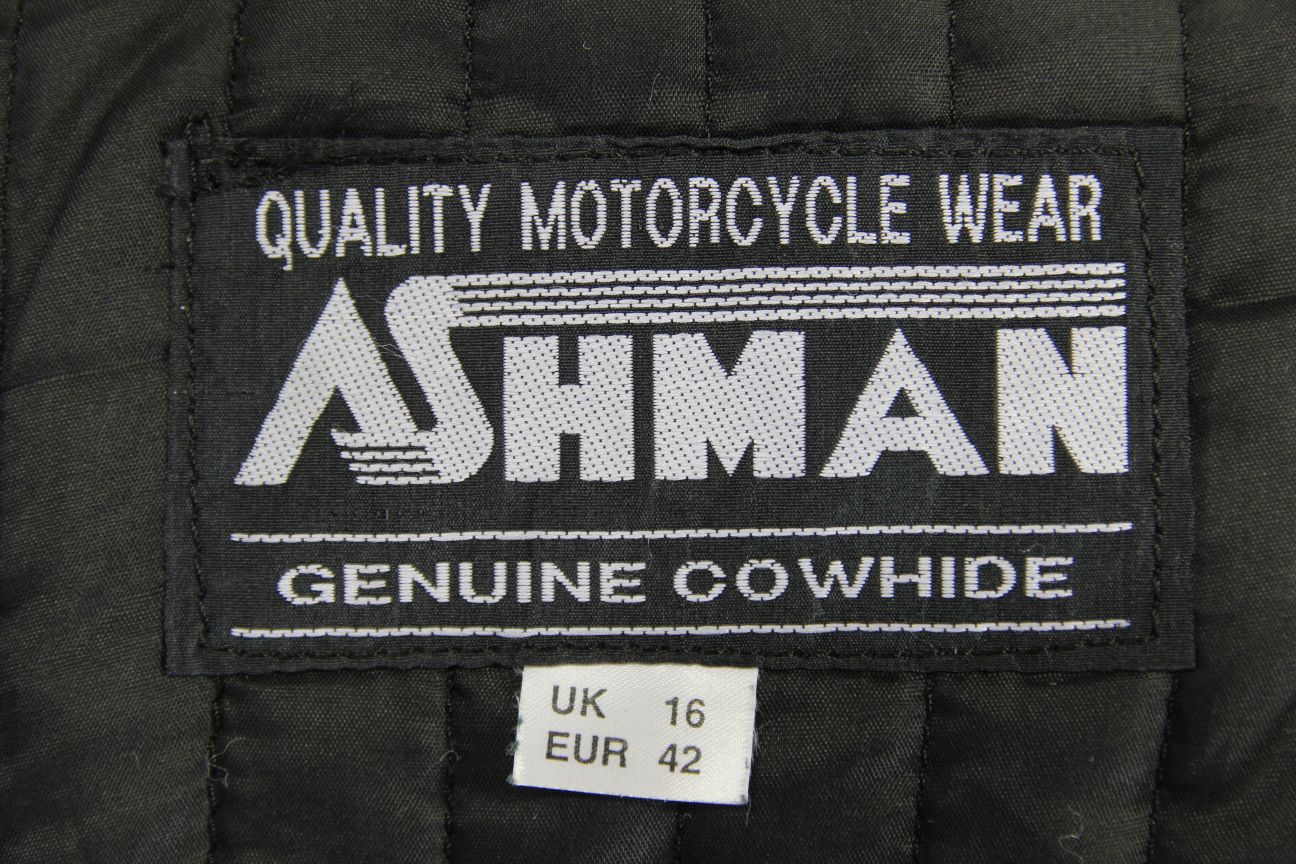 QUALITY MOTORCYCLE WEAR
ASHMAN
GENUINE COWHIDE
UK 16
EUR 42